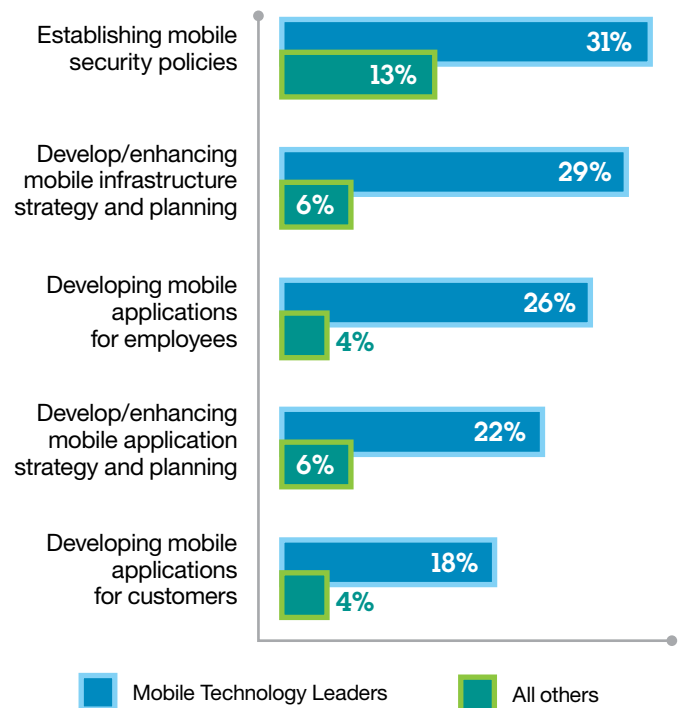 Establishing mobile
security policies
31%
13%
Develop/enhancing
mobile infrastructure
strategy and planning
29%
6%
Developing mobile
applications
for employees
26%
4%
Develop/enhancing
mobile application
strategy and planning
22%
6%
Developing mobile
applications
for customers
18%
4%
Mobile Technology Leaders
All others